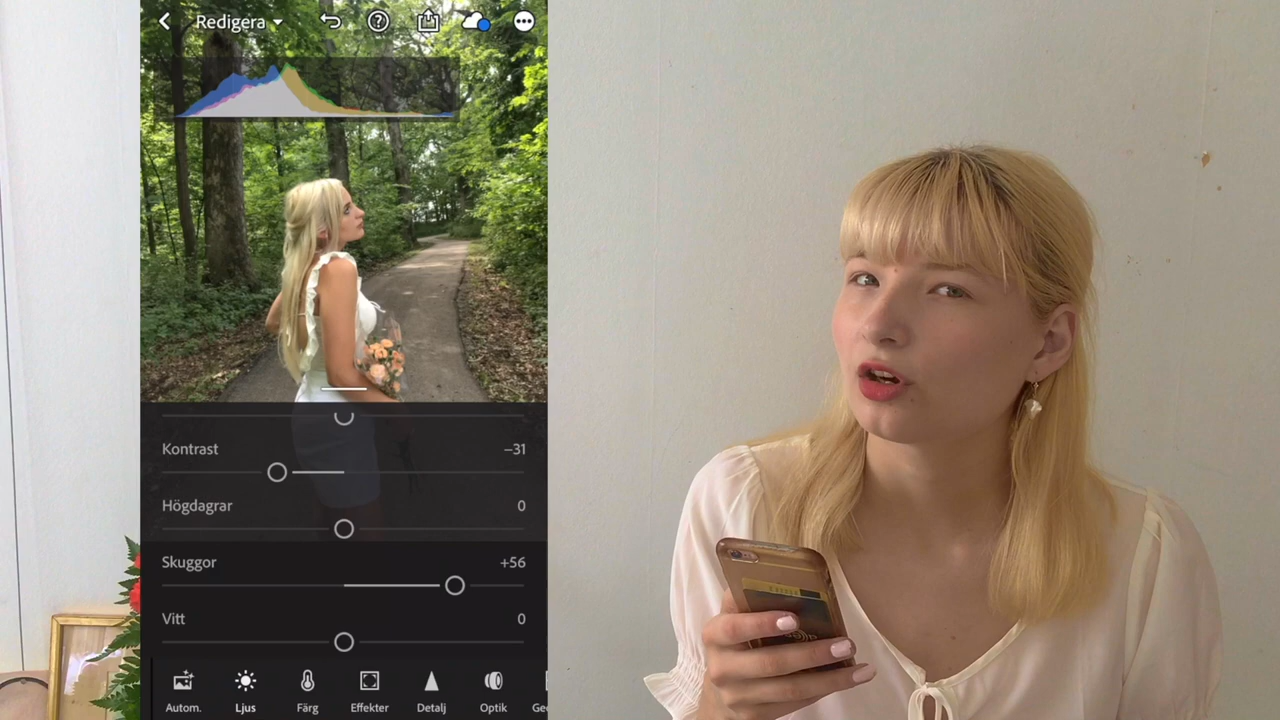 Redigera
Kontrast −31
Högdagrar 0
Skuggor +56
Vitt 0
Autom. Ljus Färg Effekter Detalj Optik